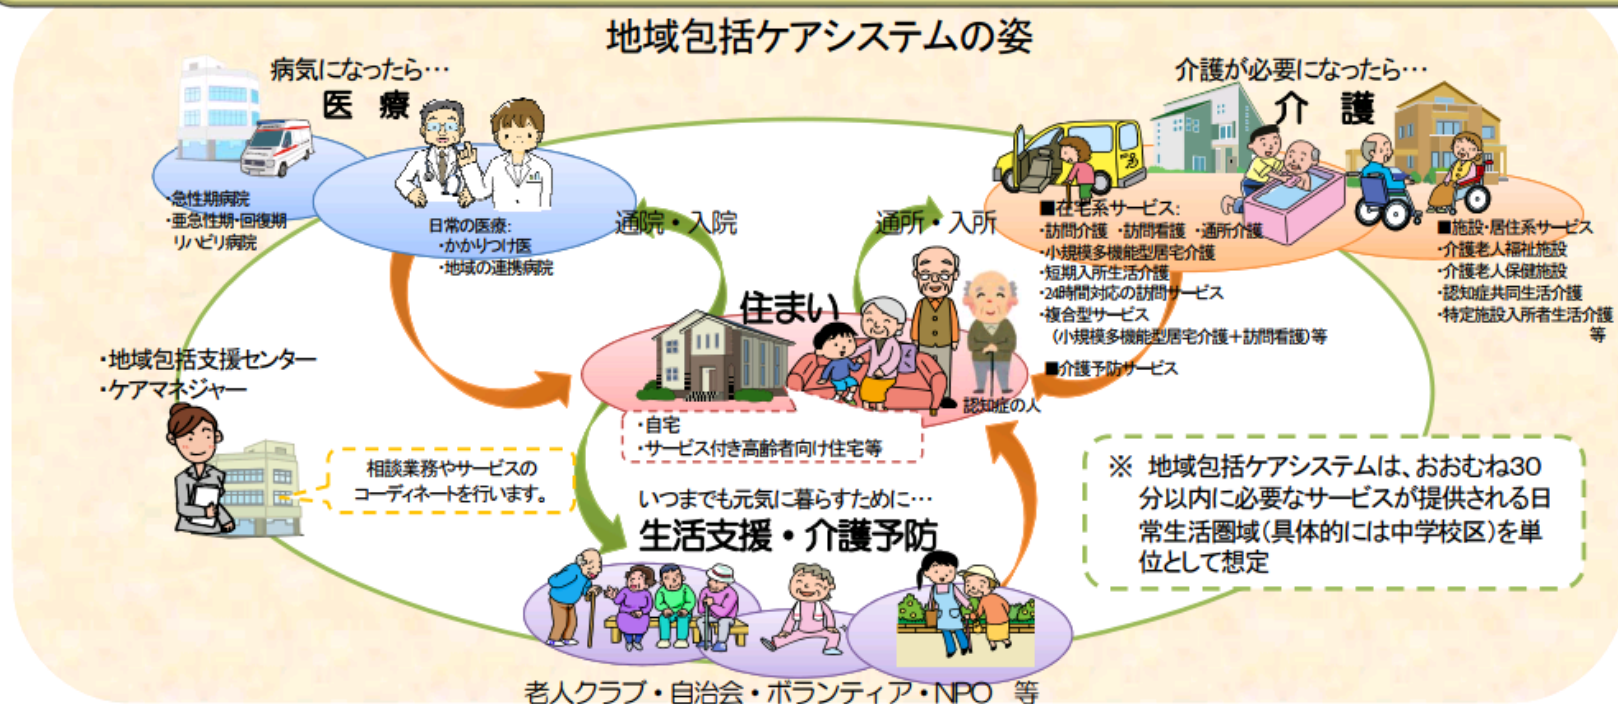 地域包括ケアシステムの姿
病気になったら…
医　療
・急性期病院
・亜急性期・回復期
リハビリ病院
日常の医療：
・かかりつけ医
・地域の連携病院
通院・入院
通所・入所
介護が必要になったら…
介　護
■在宅系サービス：
・訪問介護　・訪問看護　・通所介護
・小規模多機能型居宅介護
・短期入所生活介護
・24時間対応の訪問サービス
・複合型サービス
（小規模多機能型居宅介護＋訪問看護）等
■介護予防サービス
■施設・居住系サービス
・介護老人福祉施設
・介護老人保健施設
・認知症共同生活介護
・特定施設入所者生活介護
等
住まい
認知症の人
・自宅
・サービス付き高齢者向け住宅等
・地域包括支援センター
・ケアマネジャー
相談業務やサービスの
コーディネートを行います。
いつまでも元気に暮らすために…
生活支援・介護予防
老人クラブ・自治会・ボランティア・NPO　等
※　地域包括ケアシステムは、おおむね30
分以内に必要なサービスが提供される日
常生活圏域（具体的には中学校区）を単
位として想定